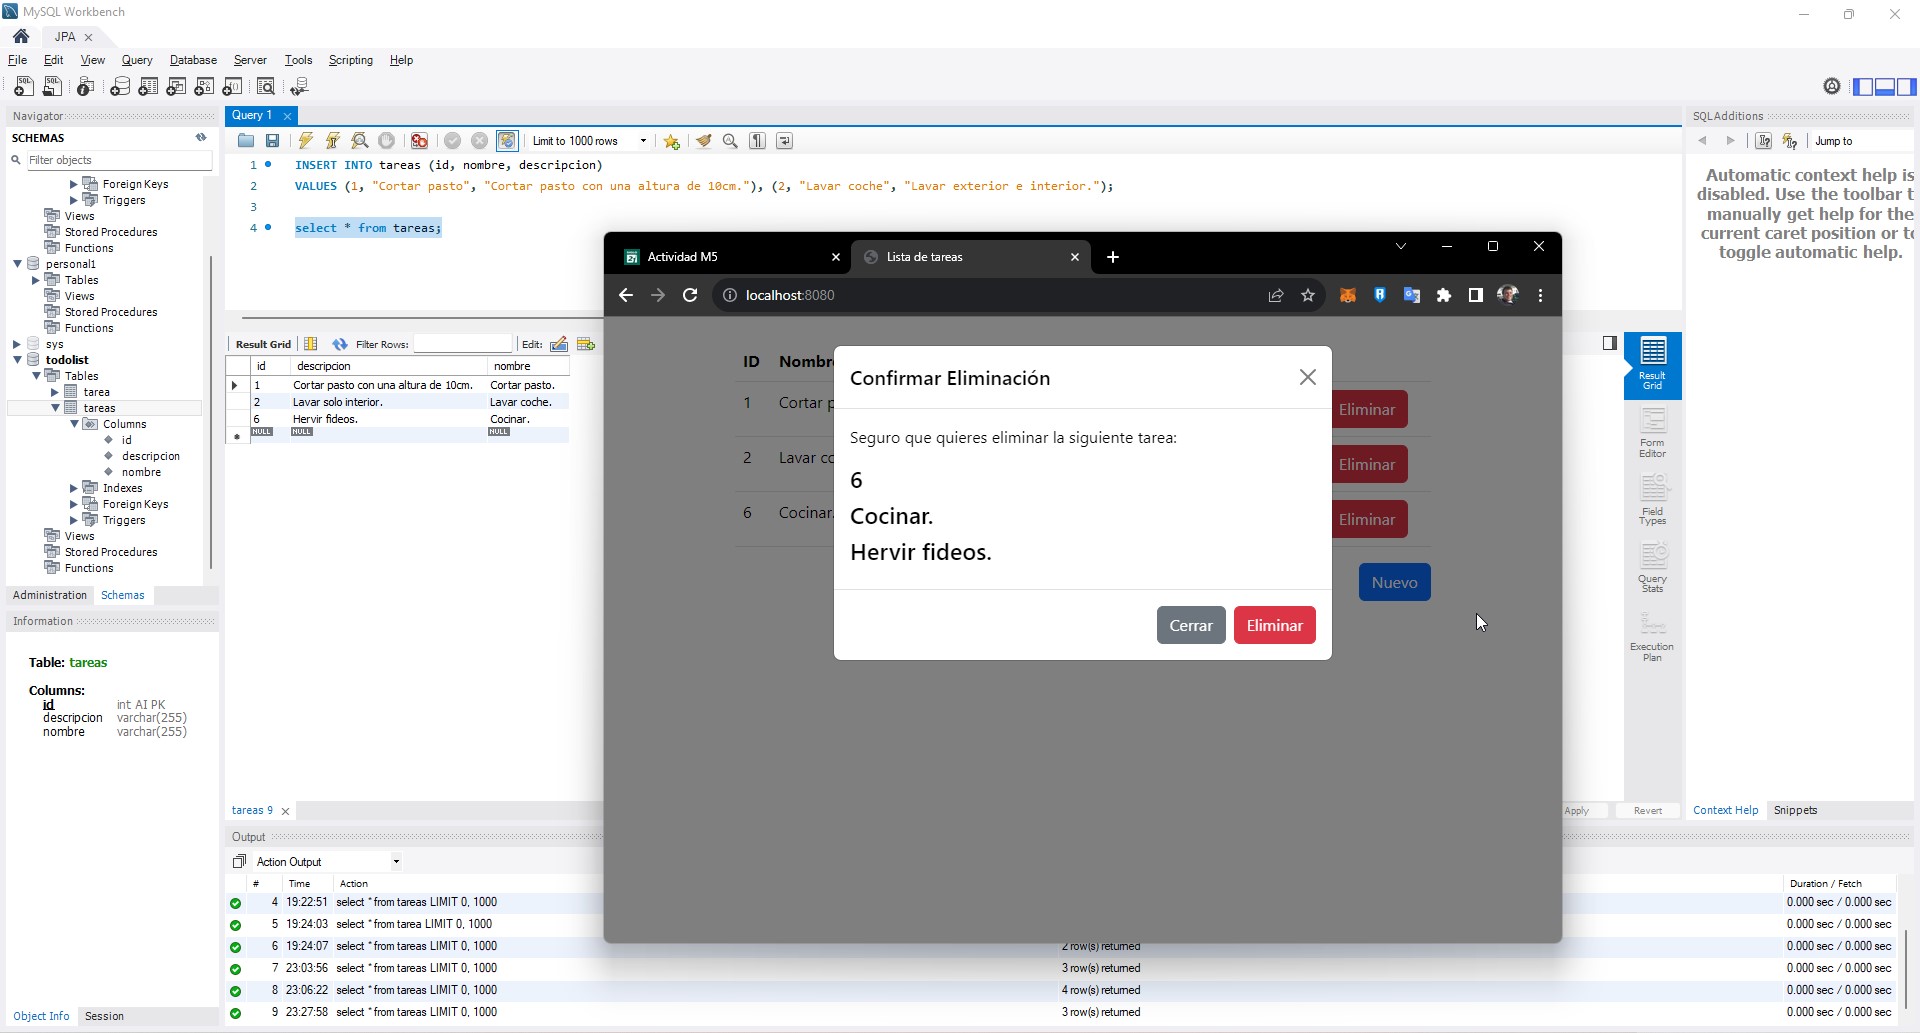 MySQL Workbench
JPA
File Edit View Query Database Server Tools Scripting Help
Navigator
SCHEMAS
Filter objects
Foreign Keys
Triggers
Views
Stored Procedures
Functions
personal1
Tables
Views
Stored Procedures
Functions
sys
todolist
Tables
tarea
tareas
Columns
id
descripcion
nombre
Indexes
Foreign Keys
Triggers
Views
Stored Procedures
Functions
Administration Schemas
Information
Table: tareas
Columns:
id int AI PK
descripcion varchar(255)
nombre varchar(255)
Object Info Session
Query 1
Limit to 1000 rows
1 INSERT INTO tareas (id, nombre, descripcion)
2 VALUES (1, "Cortar pasto", "Cortar pasto con una altura de 10cm."), (2, "Lavar coche", "Lavar exterior e interior.");
3
4 select * from tareas;
Result Grid Filter Rows: Edit:
id descripcion nombre
1 Cortar pasto con una altura de 10cm. Cortar pasto.
2 Lavar solo interior. Lavar coche.
6 Hervir fideos. Cocinar.
NULL NULL NULL
tareas 9
Actividad M5
Lista de tareas
localhost:8080
ID Nombr
1 Cortar p Eliminar
2 Lavar co Eliminar
6 Cocinar. Eliminar
Nuevo
Confirmar Eliminación
Seguro que quieres eliminar la siguiente tarea:
6
Cocinar.
Hervir fideos.
Cerrar Eliminar
Result
Grid
Form
Editor
Field
Types
Query
Stats
Execution
Plan
Apply Revert
SQLAdditions
Jump to
Automatic context help is
disabled. Use the toolbar t
manually get help for the
current caret position or to
toggle automatic help.
Context Help Snippets
Output
Action Output
# Time Action Duration / Fetch
4 19:22:51 select * from tareas LIMIT 0, 1000 0.000 sec / 0.000 sec
5 19:24:03 select * from tarea LIMIT 0, 1000 0.000 sec / 0.000 sec
6 19:24:07 select * from tareas LIMIT 0, 1000 2 row(s) returned 0.000 sec / 0.000 sec
7 23:03:56 select * from tareas LIMIT 0, 1000 3 row(s) returned 0.000 sec / 0.000 sec
8 23:06:22 select * from tareas LIMIT 0, 1000 4 row(s) returned 0.000 sec / 0.000 sec
9 23:27:58 select * from tareas LIMIT 0, 1000 3 row(s) returned 0.000 sec / 0.000 sec